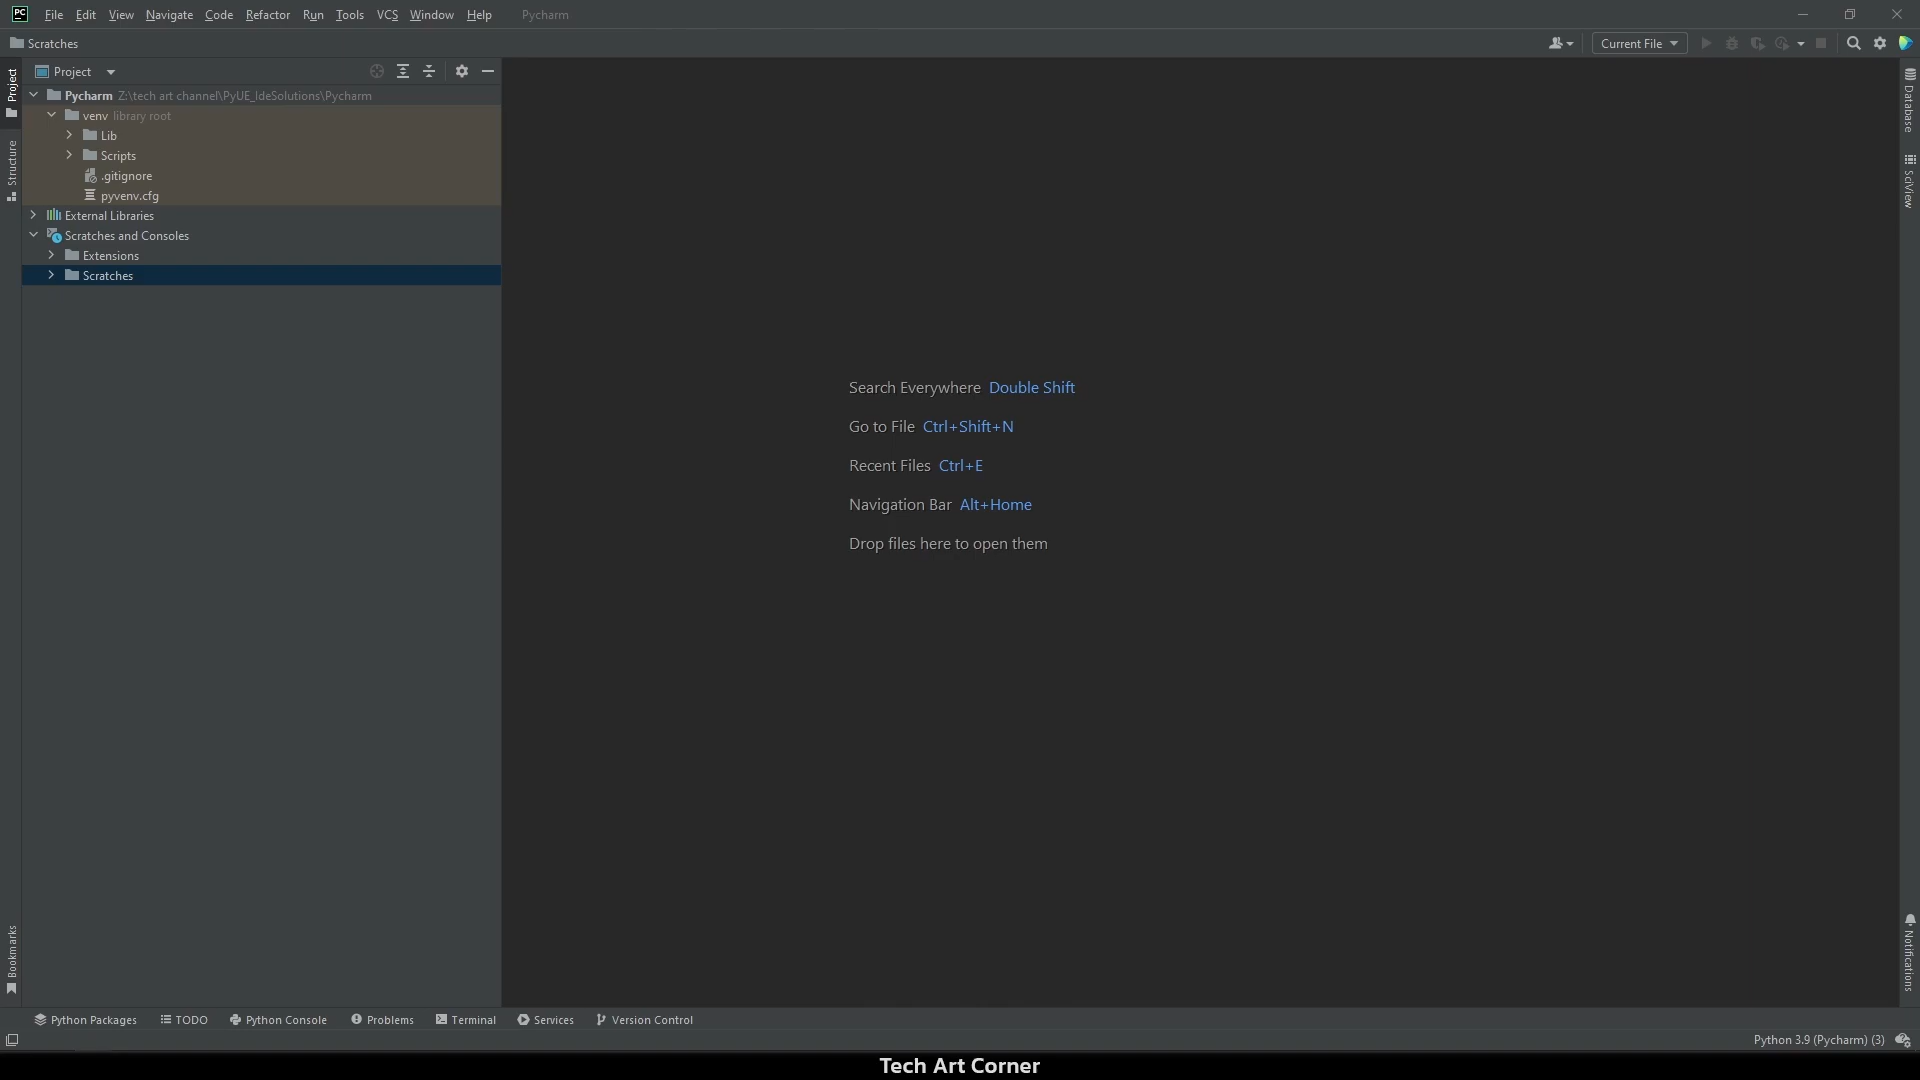 PC File Edit View Navigate Code Refactor Run Tools VCS Window Help Pycharm
Scratches Current File
Project
Project
Structure
Bookmarks
Pycharm Z:\tech art channel\PyUE_IdeSolutions\Pycharm
venv library root
Lib
Scripts
.gitignore
pyvenv.cfg
External Libraries
Scratches and Consoles
Extensions
Scratches
Search Everywhere Double Shift
Go to File Ctrl+Shift+N
Recent Files Ctrl+E
Navigation Bar Alt+Home
Drop files here to open them
Database
SciView
Notifications
Python Packages TODO Python Console Problems Terminal Services Version Control
Python 3.9 (Pycharm) (3)
Tech Art Corner